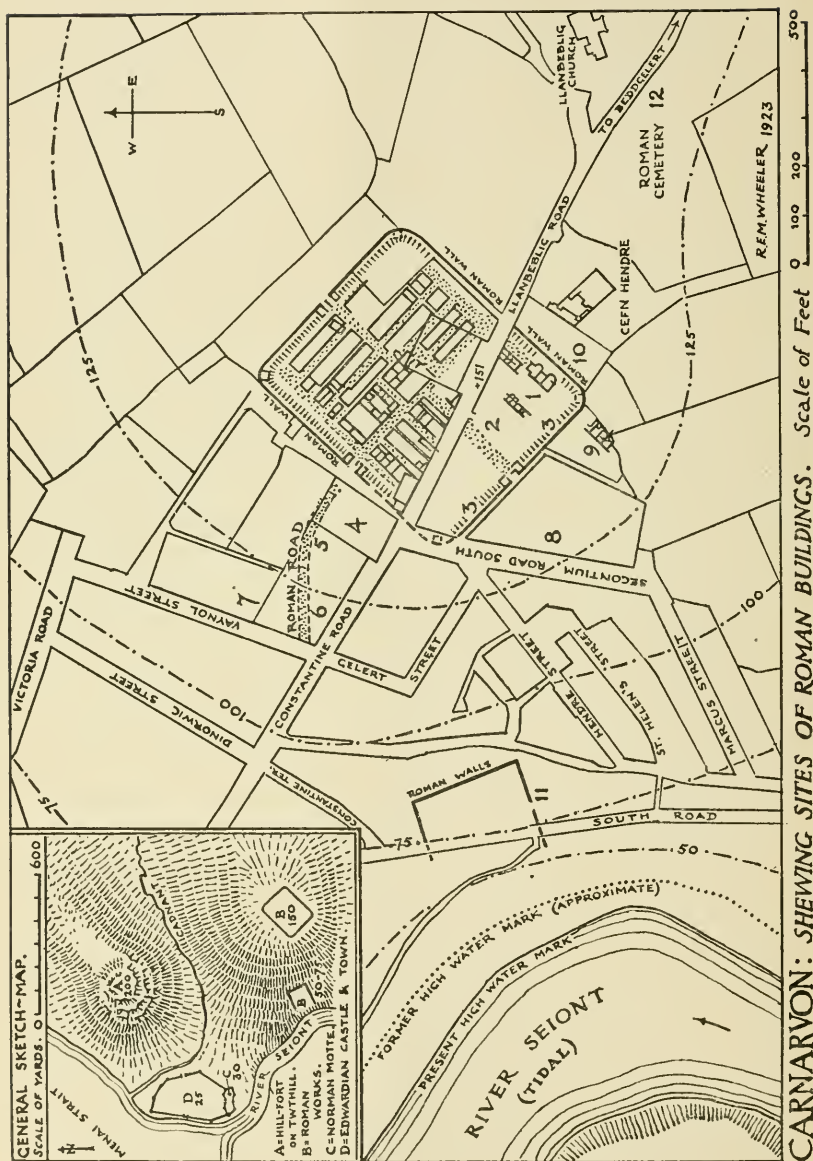 GENERAL SKETCH-MAP.
SCALE OF YARDS. 0 600
N
MENAI STRAIT
CADNANT
A
200
D
25
C
30
RIVER SEIONT
B
50-75
B
150
A=HILL-FORT
ON TWTHILL.
B=ROMAN
WORKS.
C=NORMAN MOTTE.
D=EDWARDIAN CASTLE & TOWN.
W E
S
75
VICTORIA ROAD
DINORWIC STREET
VAYNOL STREET
100
125
7
ROMAN ROAD
6 5
A
ROMAN WALL
ROMAN WALL
CONSTANTINE ROAD
CONSTANTINE TER.
GELERT
STREET
LLANBEBLIG ROAD
+151
2
1
3
3
ROMAN WALL
10
9
8
CEFN HENDRE
LLANBEBLIG
CHURCH
TO BEDDGELERT
ROMAN
CEMETERY 12
SECONTIUM ROAD SOUTH
HENDRE STREET
ST. HELEN'S STREET
MARCUS STREET
100
125
ROMAN WALLS
11
75
SOUTH ROAD
50
FORMER HIGH WATER MARK (APPROXIMATE)
PRESENT HIGH WATER MARK
RIVER SEIONT
(TIDAL)
R.E.M. WHEELER 1923
CARNARVON: SHEWING SITES OF ROMAN BUILDINGS. Scale of Feet 0 100 200 500